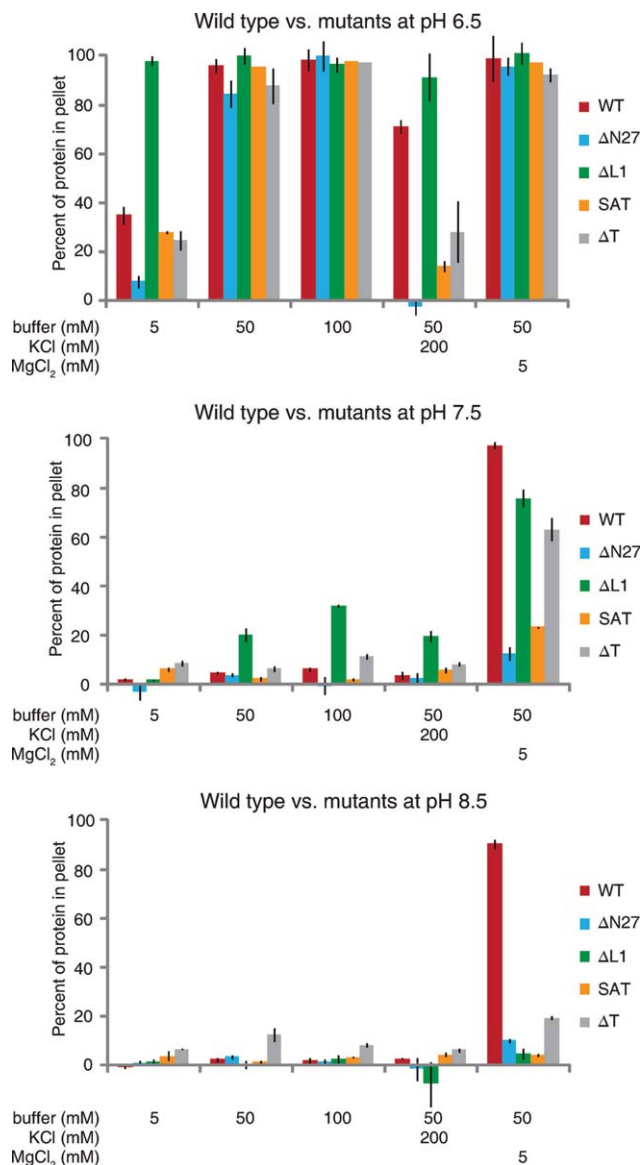 Wild type vs. mutants at pH 6.5
Percent of protein in pellet
100
80
60
40
20
0
WT
ΔN27
ΔL1
SAT
ΔT
buffer (mM) 5 50 100 50 50
KCl (mM) 200
MgCl₂ (mM) 5
Wild type vs. mutants at pH 7.5
Percent of protein in pellet
100
80
60
40
20
0
WT
ΔN27
ΔL1
SAT
ΔT
buffer (mM) 5 50 100 50 50
KCl (mM) 200
MgCl₂ (mM) 5
Wild type vs. mutants at pH 8.5
Percent of protein in pellet
100
80
60
40
20
0
WT
ΔN27
ΔL1
SAT
ΔT
buffer (mM) 5 50 100 50 50
KCl (mM) 200
MgCl₂ (mM) 5